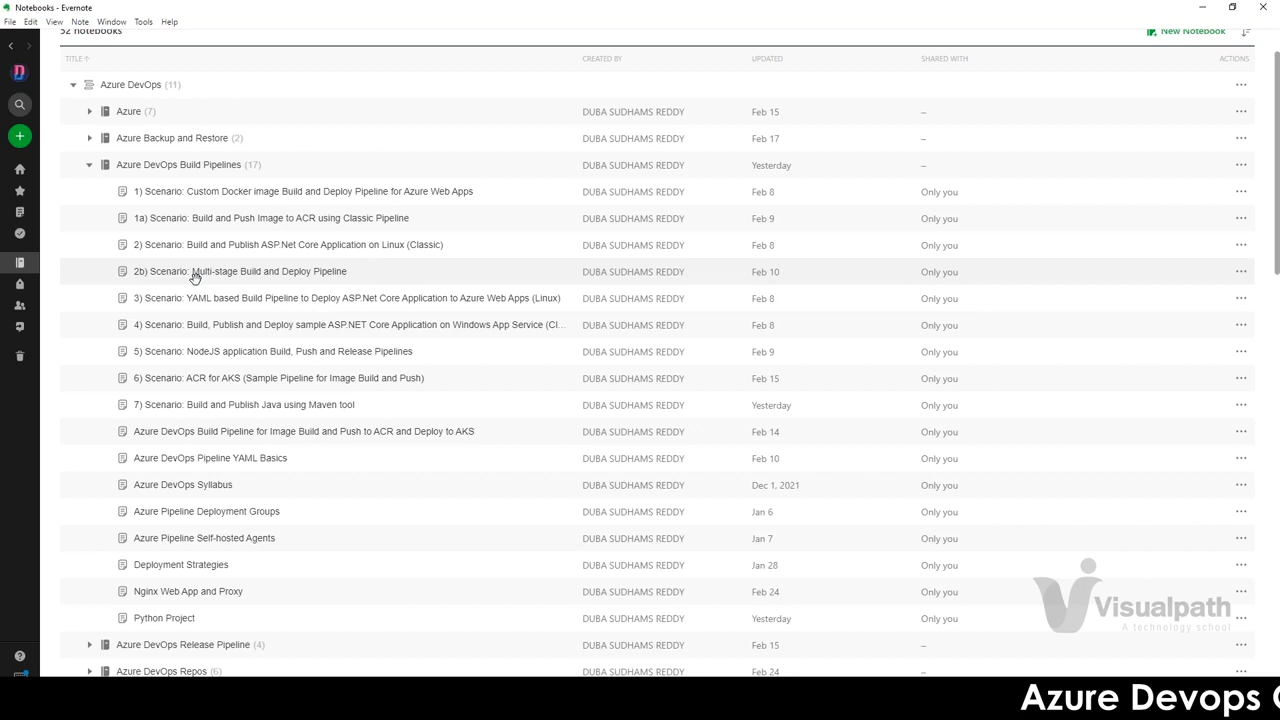 Notebooks - Evernote
File Edit View Note Window Tools Help
52 notebooks
New Notebook
TITLE CREATED BY UPDATED SHARED WITH ACTIONS
Azure DevOps (11)
Azure (7) DUBA SUDHAMS REDDY Feb 15 –
Azure Backup and Restore (2) DUBA SUDHAMS REDDY Feb 17 –
Azure DevOps Build Pipelines (17) DUBA SUDHAMS REDDY Yesterday –
1) Scenario: Custom Docker image Build and Deploy Pipeline for Azure Web Apps DUBA SUDHAMS REDDY Feb 8 Only you
1a) Scenario: Build and Push Image to ACR using Classic Pipeline DUBA SUDHAMS REDDY Feb 9 Only you
2) Scenario: Build and Publish ASP.Net Core Application on Linux (Classic) DUBA SUDHAMS REDDY Feb 8 Only you
2b) Scenario: Multi-stage Build and Deploy Pipeline DUBA SUDHAMS REDDY Feb 10 Only you
3) Scenario: YAML based Build Pipeline to Deploy ASP.Net Core Application to Azure Web Apps (Linux) DUBA SUDHAMS REDDY Feb 8 Only you
4) Scenario: Build, Publish and Deploy sample ASP.NET Core Application on Windows App Service (Cl... DUBA SUDHAMS REDDY Feb 8 Only you
5) Scenario: NodeJS application Build, Push and Release Pipelines DUBA SUDHAMS REDDY Feb 9 Only you
6) Scenario: ACR for AKS (Sample Pipeline for Image Build and Push) DUBA SUDHAMS REDDY Feb 15 Only you
7) Scenario: Build and Publish Java using Maven tool DUBA SUDHAMS REDDY Yesterday Only you
Azure DevOps Build Pipeline for Image Build and Push to ACR and Deploy to AKS DUBA SUDHAMS REDDY Feb 14 Only you
Azure DevOps Pipeline YAML Basics DUBA SUDHAMS REDDY Feb 10 Only you
Azure DevOps Syllabus DUBA SUDHAMS REDDY Dec 1, 2021 Only you
Azure Pipeline Deployment Groups DUBA SUDHAMS REDDY Jan 6 Only you
Azure Pipeline Self-hosted Agents DUBA SUDHAMS REDDY Jan 7 Only you
Deployment Strategies DUBA SUDHAMS REDDY Jan 28 Only you
Nginx Web App and Proxy DUBA SUDHAMS REDDY Feb 24 Only you
Python Project DUBA SUDHAMS REDDY Yesterday Only you
Azure DevOps Release Pipeline (4) DUBA SUDHAMS REDDY Feb 15 –
Azure DevOps Repos (6) DUBA SUDHAMS REDDY Feb 24 –
Visualpath
A technology school
Azure Devops